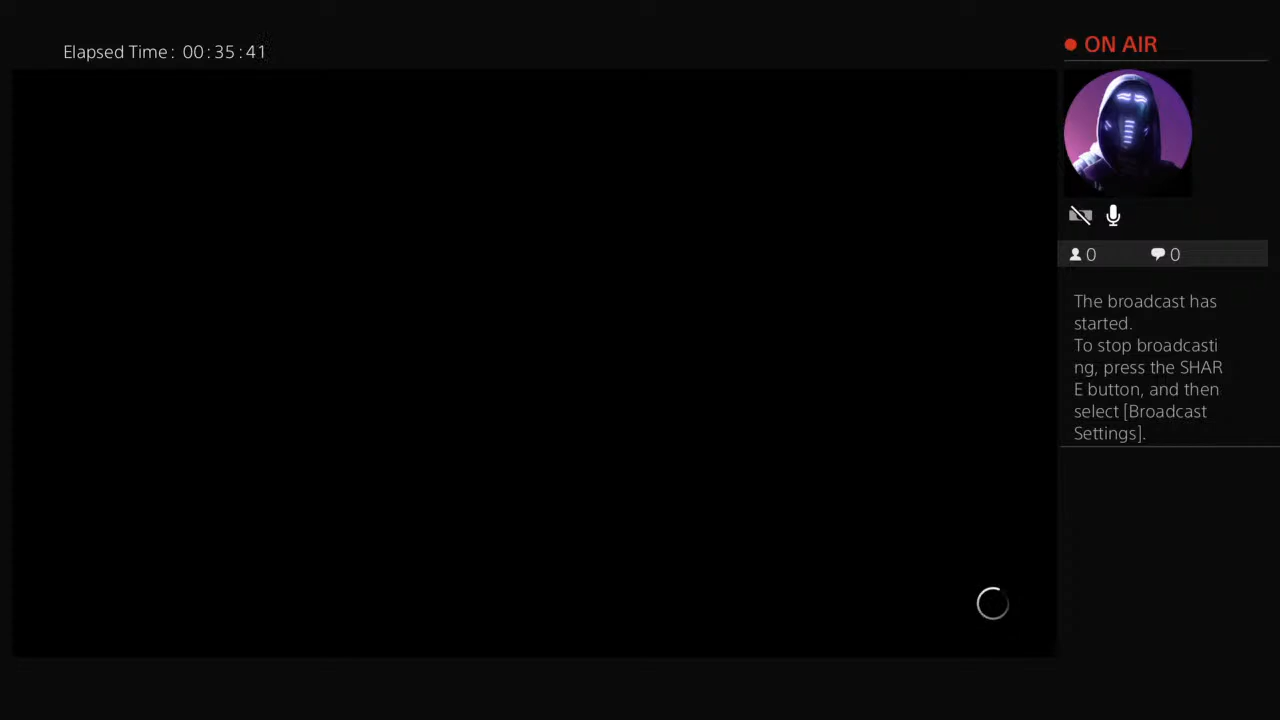 Elapsed Time: 00:35:41
ON AIR
0 0
The broadcast has
started.
To stop broadcasti
ng, press the SHAR
E button, and then
select [Broadcast
Settings].